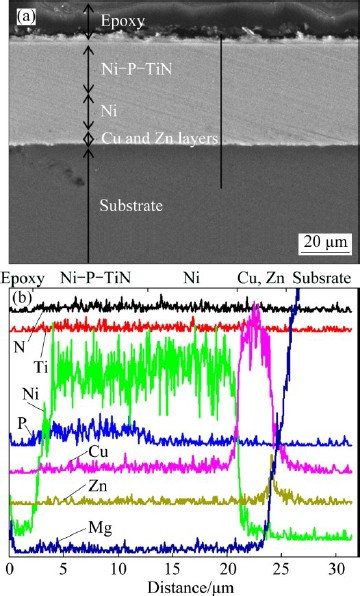 (a)
Epoxy
Ni−P−TiN
Ni
Cu and Zn layers
Substrate
20 μm
Epoxy Ni−P−TiN Ni Cu, Zn Substrate
(b)
N
Ti
Ni
P
Cu
Zn
Mg
0 5 10 15 20 25 30
Distance/μm